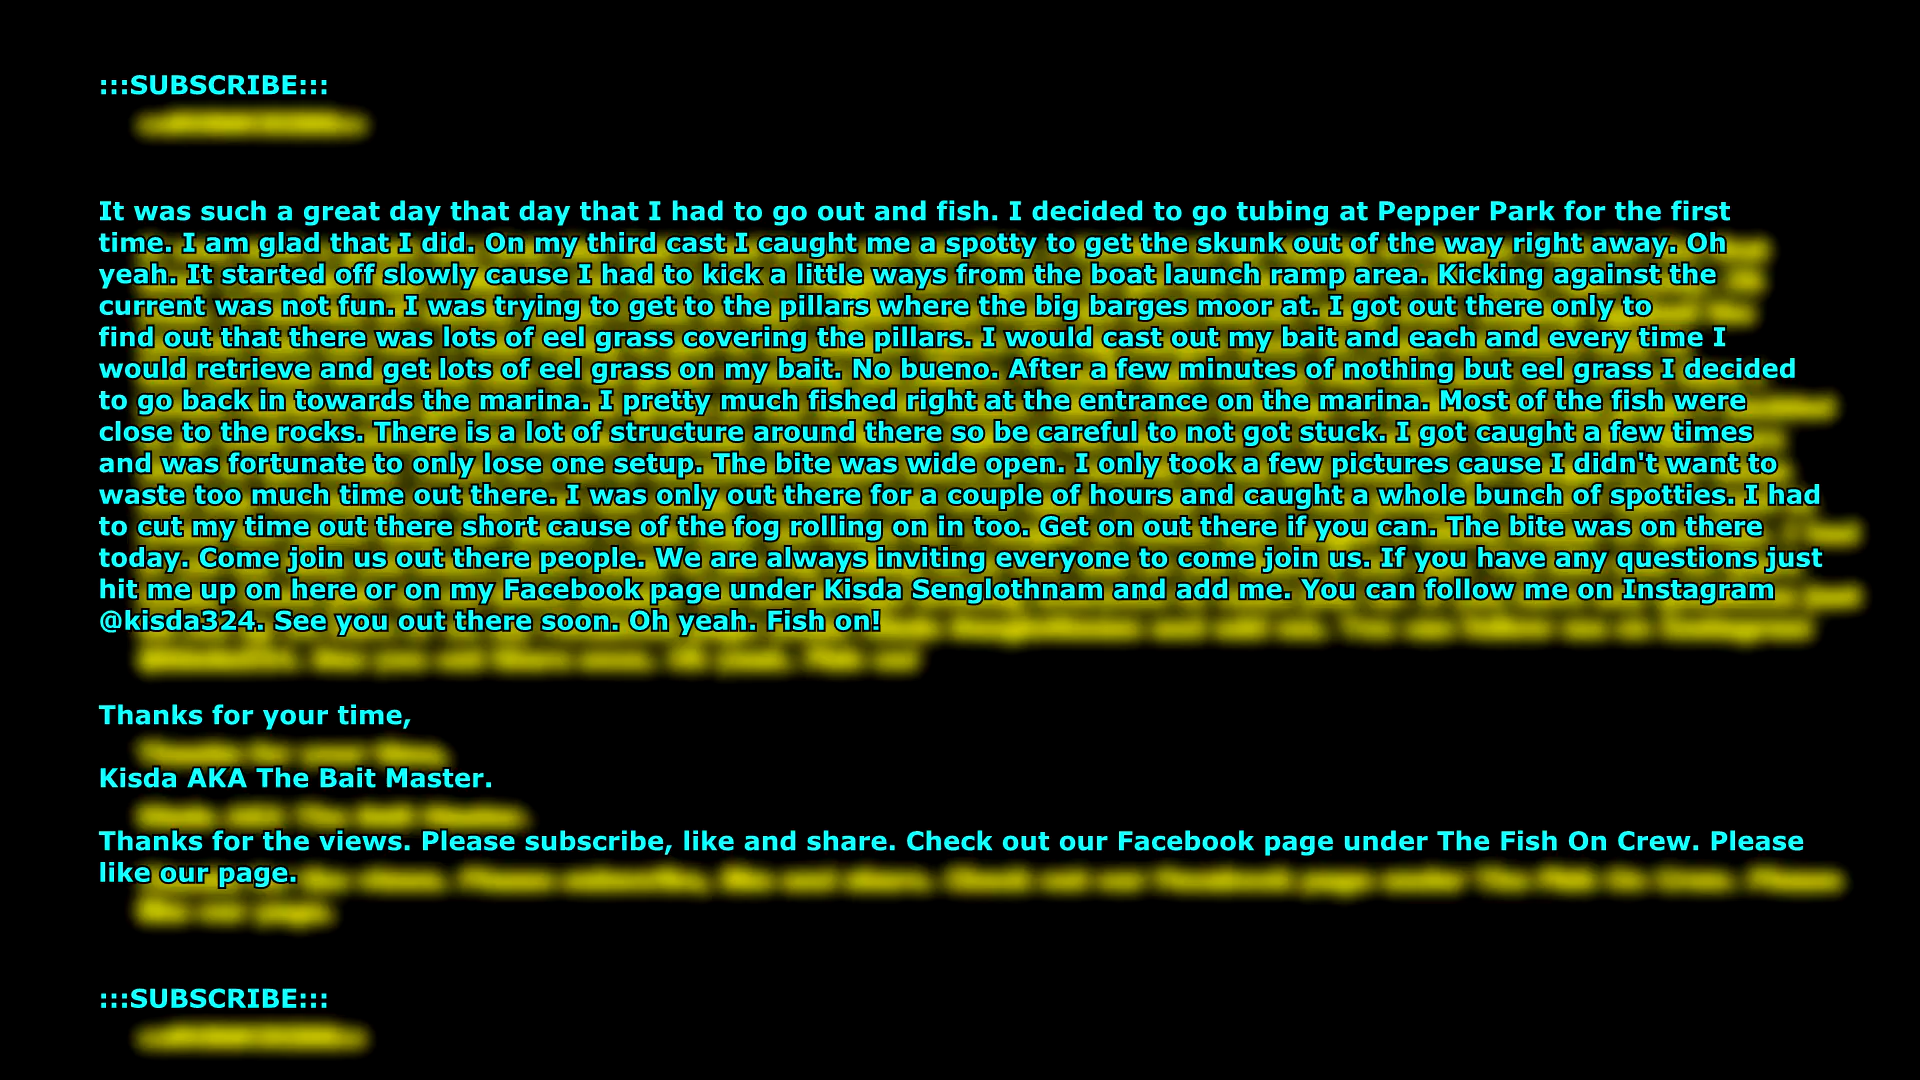 :::SUBSCRIBE:::
It was such a great day that day that I had to go out and fish. I decided to go tubing at Pepper Park for the first
time. I am glad that I did. On my third cast I caught me a spotty to get the skunk out of the way right away. Oh
yeah. It started off slowly cause I had to kick a little ways from the boat launch ramp area. Kicking against the
current was not fun. I was trying to get to the pillars where the big barges moor at. I got out there only to
find out that there was lots of eel grass covering the pillars. I would cast out my bait and each and every time I
would retrieve and get lots of eel grass on my bait. No bueno. After a few minutes of nothing but eel grass I decided
to go back in towards the marina. I pretty much fished right at the entrance on the marina. Most of the fish were
close to the rocks. There is a lot of structure around there so be careful to not got stuck. I got caught a few times
and was fortunate to only lose one setup. The bite was wide open. I only took a few pictures cause I didn't want to
waste too much time out there. I was only out there for a couple of hours and caught a whole bunch of spotties. I had
to cut my time out there short cause of the fog rolling on in too. Get on out there if you can. The bite was on there
today. Come join us out there people. We are always inviting everyone to come join us. If you have any questions just
hit me up on here or on my Facebook page under Kisda Senglothnam and add me. You can follow me on Instagram
@kisda324. See you out there soon. Oh yeah. Fish on!
Thanks for your time,
Kisda AKA The Bait Master.
Thanks for the views. Please subscribe, like and share. Check out our Facebook page under The Fish On Crew. Please
like our page.
:::SUBSCRIBE:::